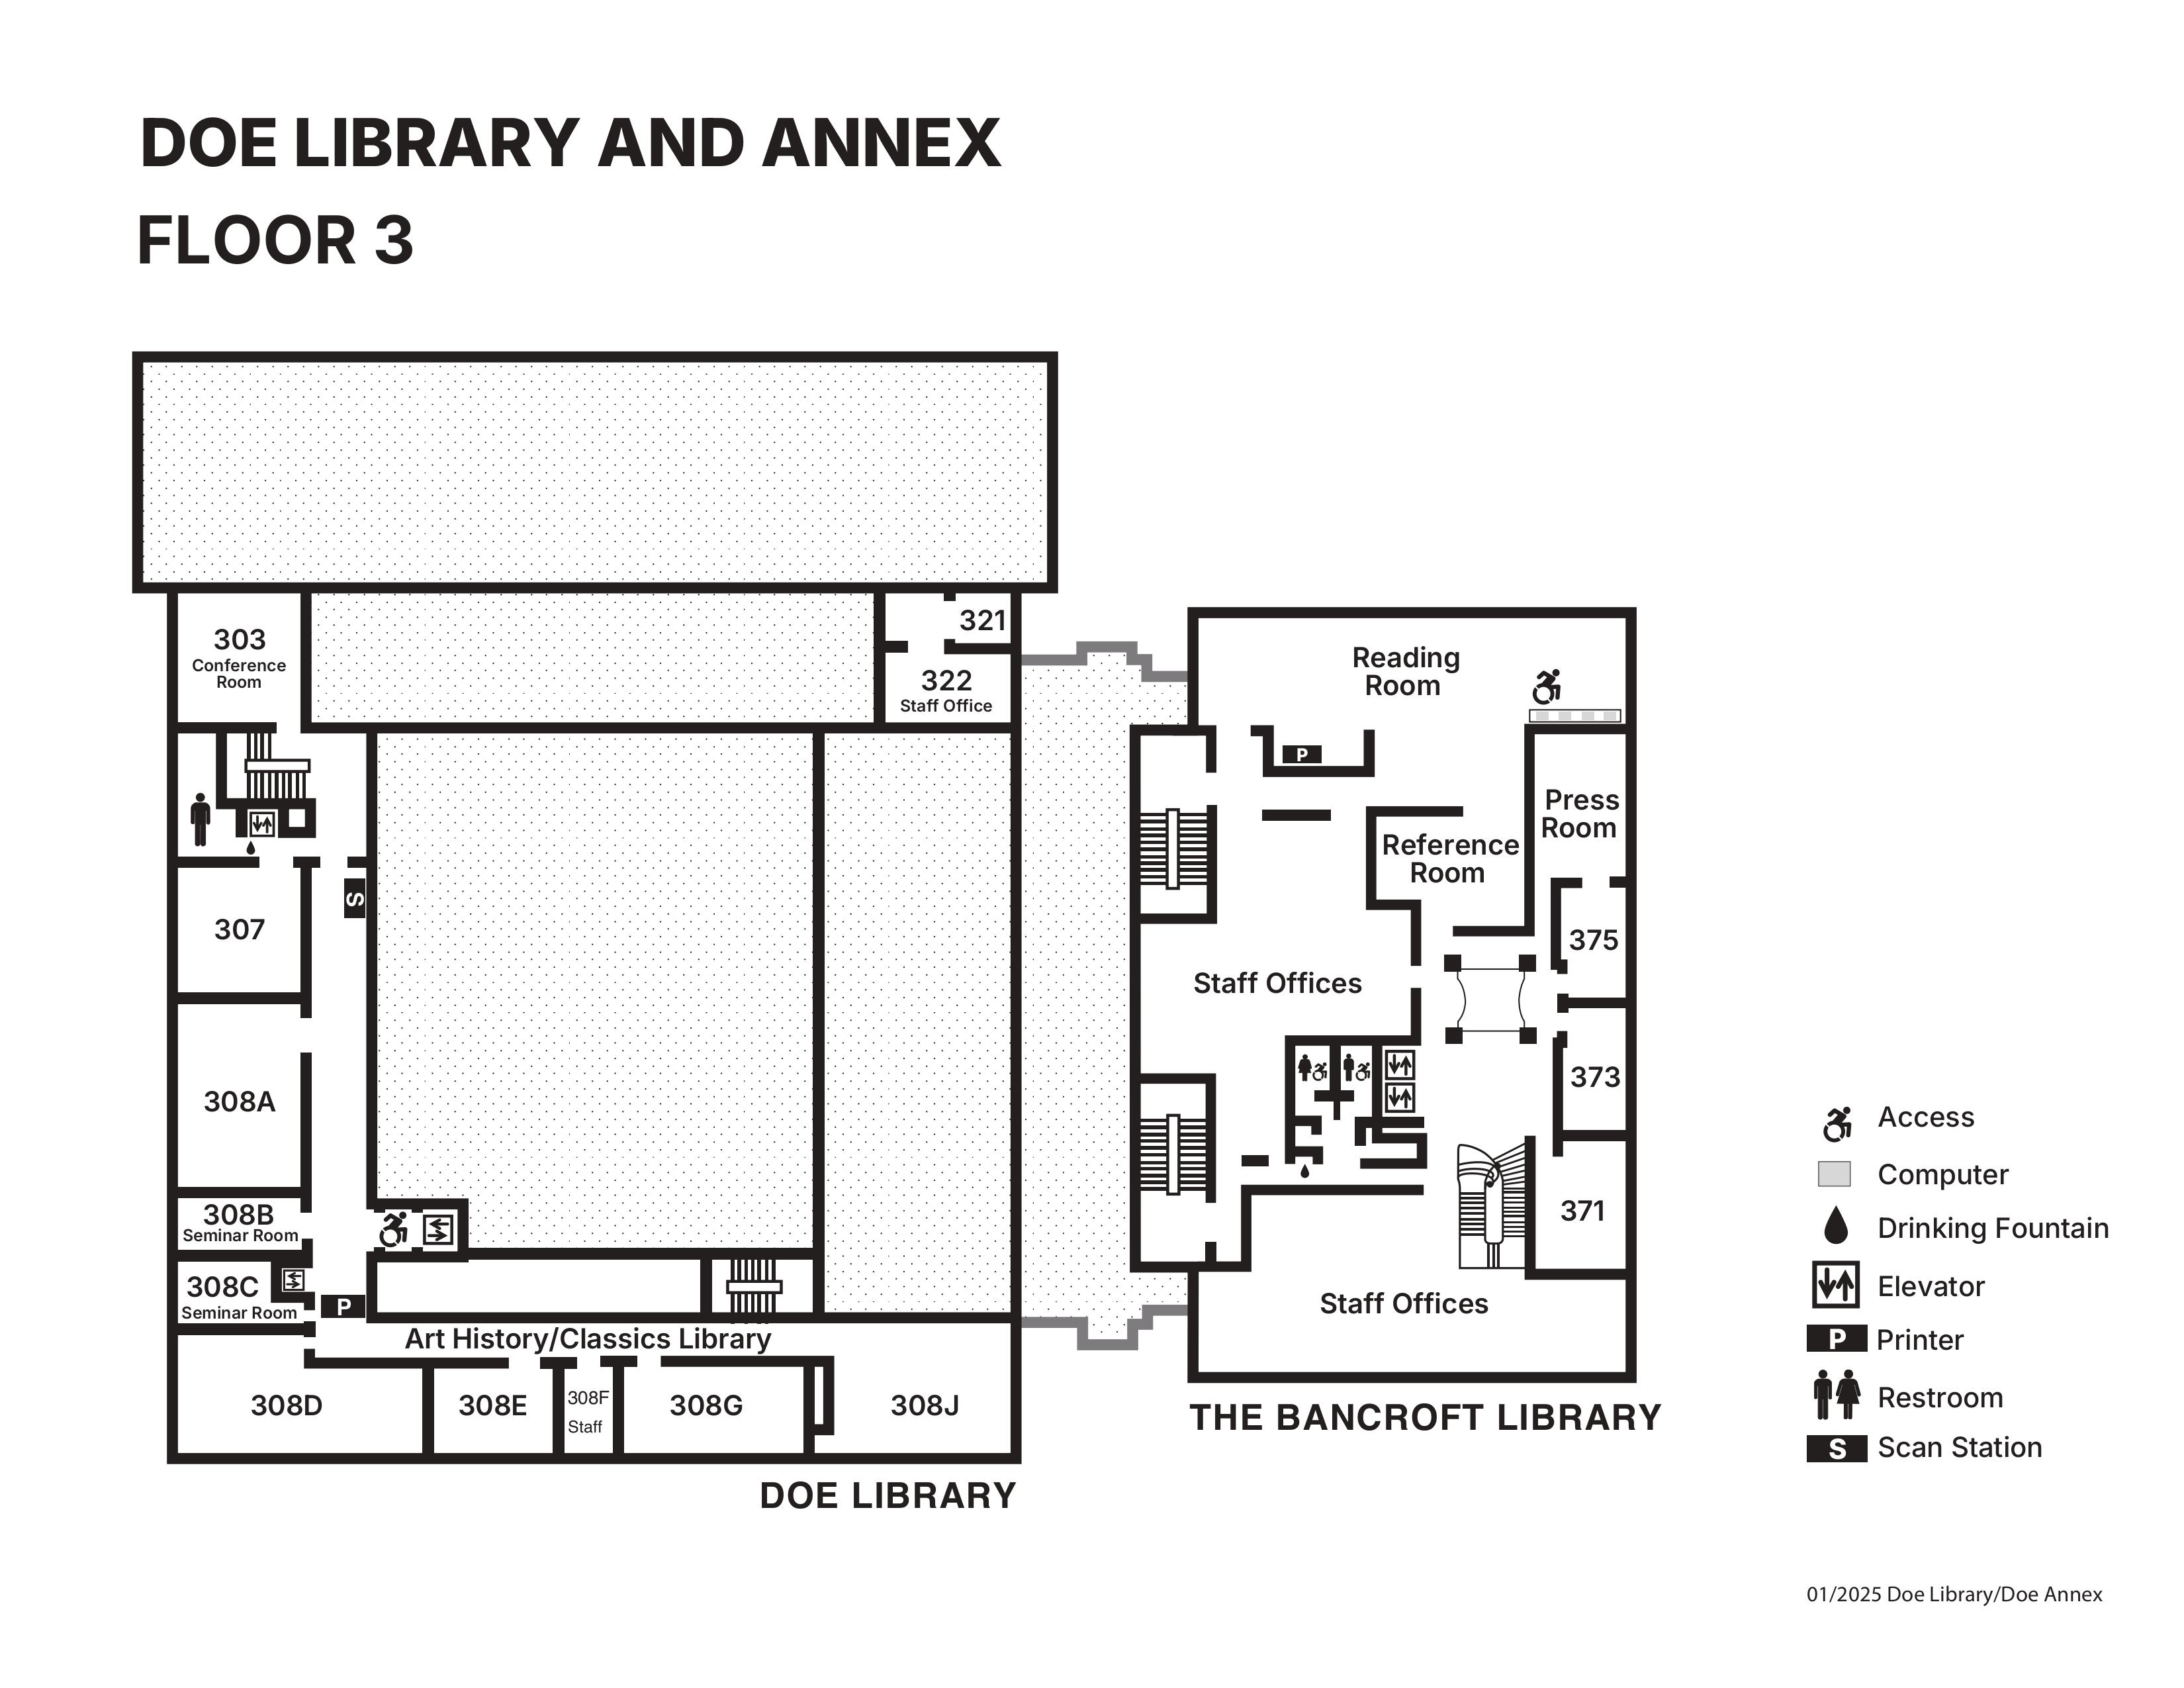 DOE LIBRARY AND ANNEX
FLOOR 3
303
Conference
Room
321
322
Staff Office
307
S
308A
308B
Seminar Room
308C
Seminar Room
P
Art History/Classics Library
308D
308E
308F
Staff
308G
308J
DOE LIBRARY
Reading
Room
P
Press
Room
Reference
Room
375
Staff Offices
373
371
Staff Offices
THE BANCROFT LIBRARY
Access
Computer
Drinking Fountain
Elevator
P Printer
Restroom
S Scan Station
01/2025 Doe Library/Doe Annex